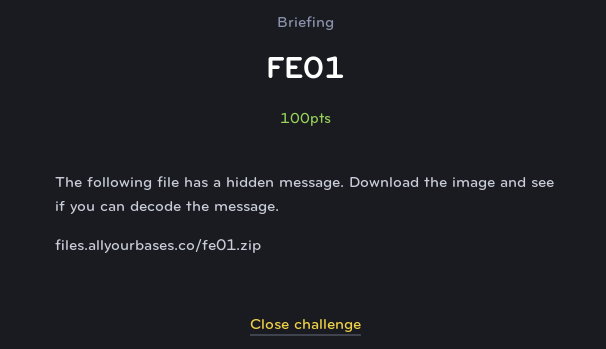 Briefing
FE01
100pts
The following file has a hidden message. Download the image and see
if you can decode the message.
files.allyourbases.co/fe01.zip
Close challenge